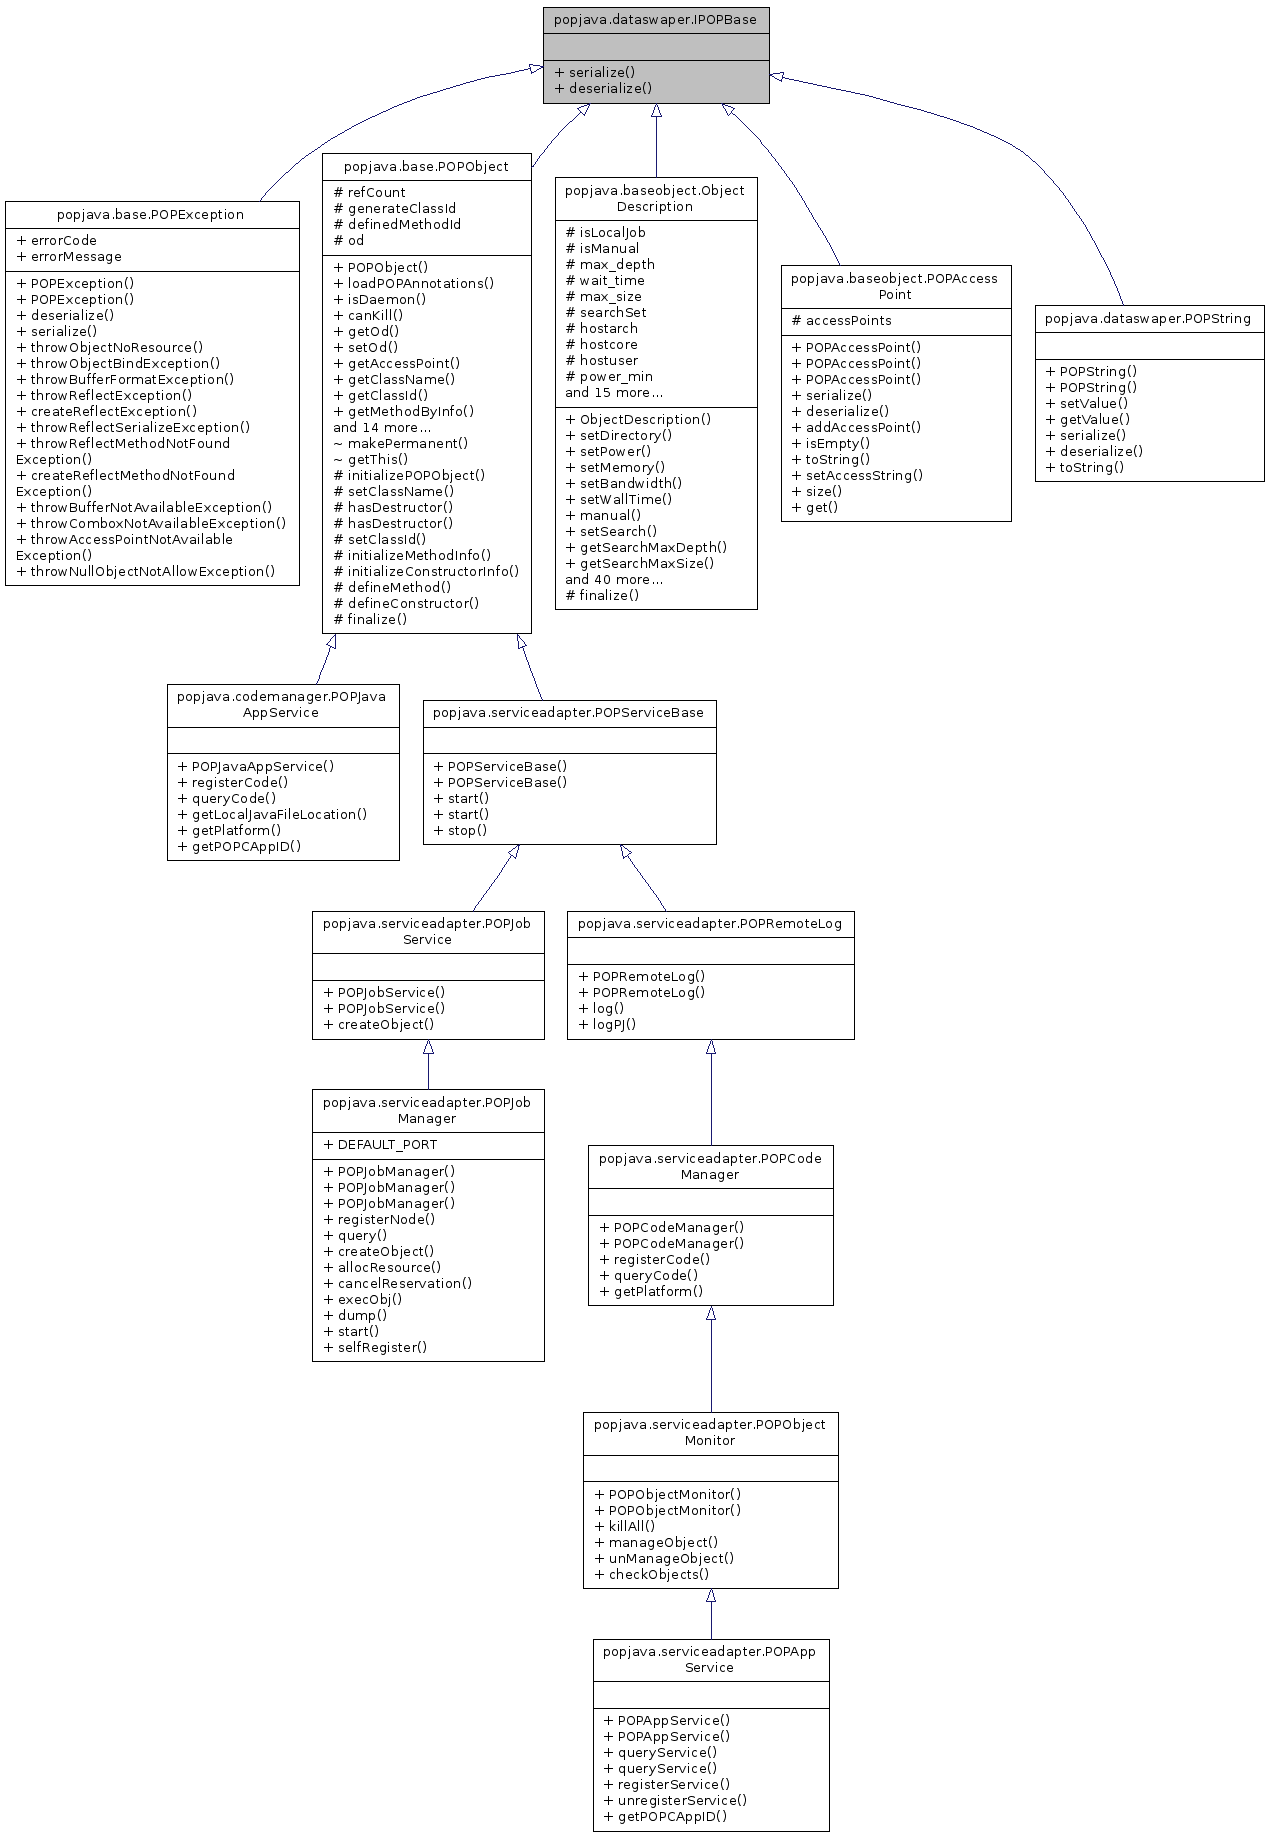 popjava.dataswaper.IPOPBase
+ serialize()
+ deserialize()
popjava.base.POPException
+ errorCode
+ errorMessage
+ POPException()
+ POPException()
+ deserialize()
+ serialize()
+ throwObjectNoResource()
+ throwObjectBindException()
+ throwBufferFormatException()
+ throwReflectException()
+ createReflectException()
+ throwReflectSerializeException()
+ throwReflectMethodNotFound
Exception()
+ createReflectMethodNotFound
Exception()
+ throwBufferNotAvailableException()
+ throwComboxNotAvailableException()
+ throwAccessPointNotAvailable
Exception()
+ throwNullObjectNotAllowException()
popjava.base.POPObject
# refCount
# generateClassId
# definedMethodId
# od
+ POPObject()
+ loadPOPAnnotations()
+ isDaemon()
+ canKill()
+ getOd()
+ setOd()
+ getAccessPoint()
+ getClassName()
+ getClassId()
+ getMethodByInfo()
and 14 more...
~ makePermanent()
~ getThis()
# initializePOPObject()
# setClassName()
# hasDestructor()
# hasDestructor()
# setClassId()
# initializeMethodInfo()
# initializeConstructorInfo()
# defineMethod()
# defineConstructor()
# finalize()
popjava.baseobject.Object
Description
# isLocalJob
# isManual
# max_depth
# wait_time
# max_size
# searchSet
# hostarch
# hostcore
# hostuser
# power_min
and 15 more...
+ ObjectDescription()
+ setDirectory()
+ setPower()
+ setMemory()
+ setBandwidth()
+ setWallTime()
+ manual()
+ setSearch()
+ getSearchMaxDepth()
+ getSearchMaxSize()
and 40 more...
# finalize()
popjava.baseobject.POPAccess
Point
# accessPoints
+ POPAccessPoint()
+ POPAccessPoint()
+ POPAccessPoint()
+ serialize()
+ deserialize()
+ addAccessPoint()
+ isEmpty()
+ toString()
+ setAccessString()
+ size()
+ get()
popjava.dataswaper.POPString
+ POPString()
+ POPString()
+ setValue()
+ getValue()
+ serialize()
+ deserialize()
+ toString()
popjava.codemanager.POPJava
AppService
+ POPJavaAppService()
+ registerCode()
+ queryCode()
+ getLocalJavaFileLocation()
+ getPlatform()
+ getPOPCAppID()
popjava.serviceadapter.POPServiceBase
+ POPServiceBase()
+ POPServiceBase()
+ start()
+ start()
+ stop()
popjava.serviceadapter.POPJob
Service
+ POPJobService()
+ POPJobService()
+ createObject()
popjava.serviceadapter.POPRemoteLog
+ POPRemoteLog()
+ POPRemoteLog()
+ log()
+ logPJ()
popjava.serviceadapter.POPJob
Manager
+ DEFAULT_PORT
+ POPJobManager()
+ POPJobManager()
+ POPJobManager()
+ registerNode()
+ query()
+ createObject()
+ allocResource()
+ cancelReservation()
+ execObj()
+ dump()
+ start()
+ selfRegister()
popjava.serviceadapter.POPCode
Manager
+ POPCodeManager()
+ POPCodeManager()
+ registerCode()
+ queryCode()
+ getPlatform()
popjava.serviceadapter.POPObject
Monitor
+ POPObjectMonitor()
+ POPObjectMonitor()
+ killAll()
+ manageObject()
+ unManageObject()
+ checkObjects()
popjava.serviceadapter.POPApp
Service
+ POPAppService()
+ POPAppService()
+ queryService()
+ queryService()
+ registerService()
+ unregisterService()
+ getPOPCAppID()